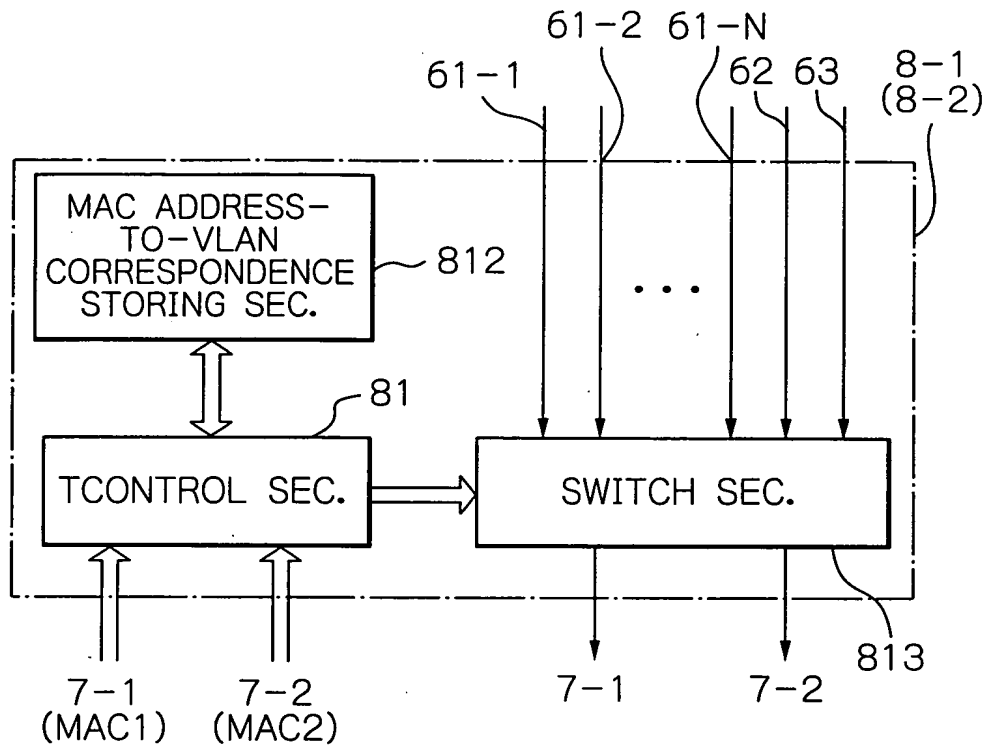 61-1
61-2
61-N
62
63
8-1
(8-2)
MAC ADDRESS-
TO-VLAN
CORRESPONDENCE
STORING SEC.
812
• • •
81
TCONTROL SEC.
SWITCH SEC.
813
7-1
(MAC1)
7-2
(MAC2)
7-1
7-2